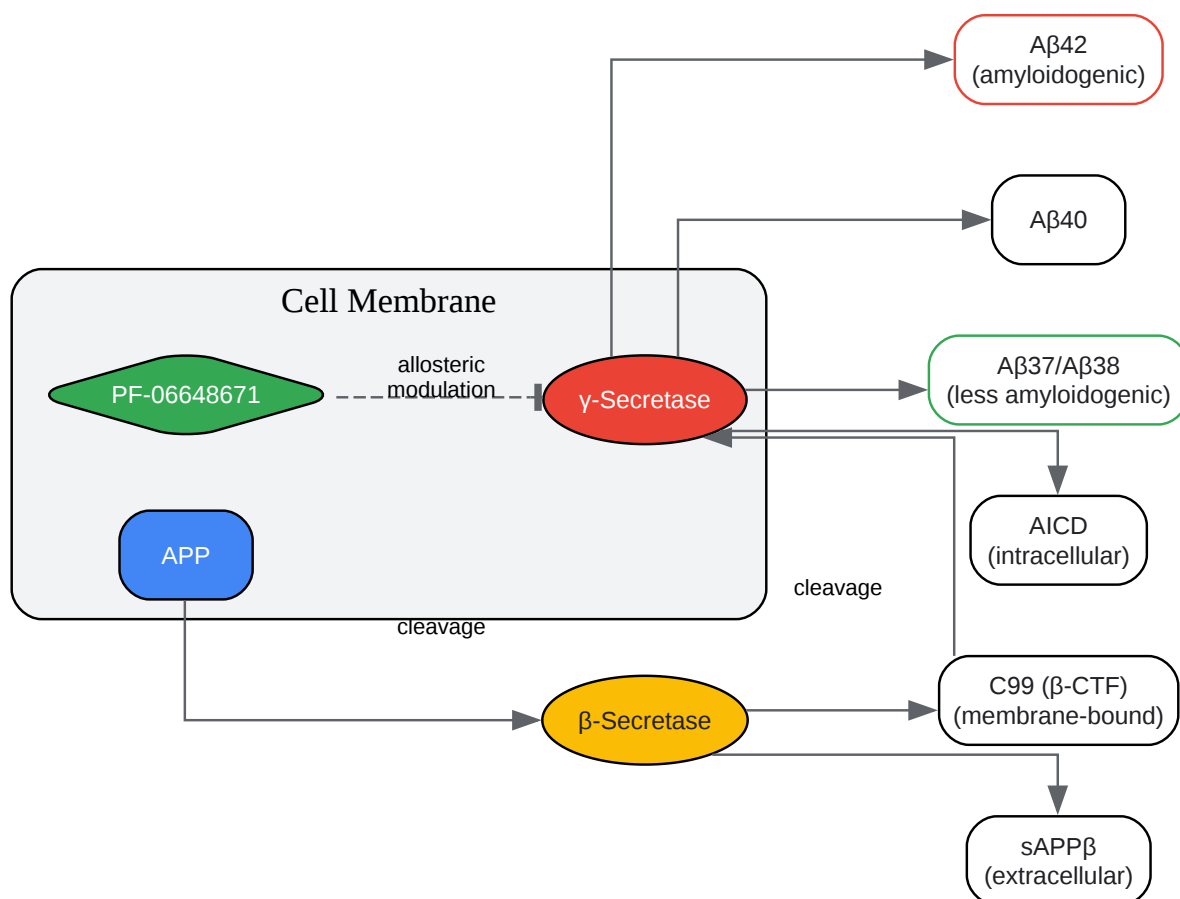 Aβ42
(amyloidogenic)
Aβ40
Cell Membrane
allosteric
modulation
PF-06648671
γ-Secretase
Aβ37/Aβ38
(less amyloidogenic)
AICD
(intracellular)
APP
cleavage
cleavage
C99 (β-CTF)
(membrane-bound)
β-Secretase
sAPPβ
(extracellular)